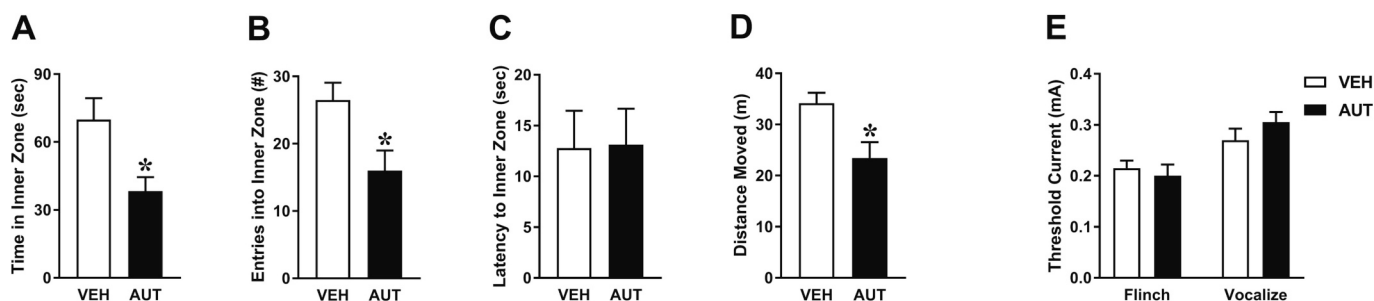 A
Time in Inner Zone (sec)
90
60
30
0
*
VEH AUT
B
Entries into Inner Zone (#)
30
20
10
0
*
VEH AUT
C
Latency to Inner Zone (sec)
20
15
10
5
0
VEH AUT
D
Distance Moved (m)
40
30
20
10
0
*
VEH AUT
E
Threshold Current (mA)
0.4
0.3
0.2
0.1
0.0
Flinch Vocalize
VEH
AUT